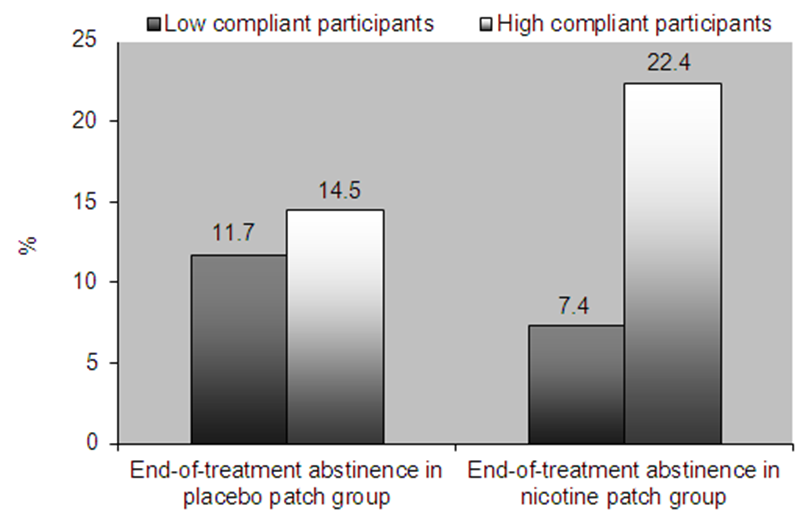 Low compliant participants High compliant participants
25
22.4
20
15
14.5
11.7
%
10
7.4
5
0
End-of-treatment abstinence in
placebo patch group
End-of-treatment abstinence in
nicotine patch group